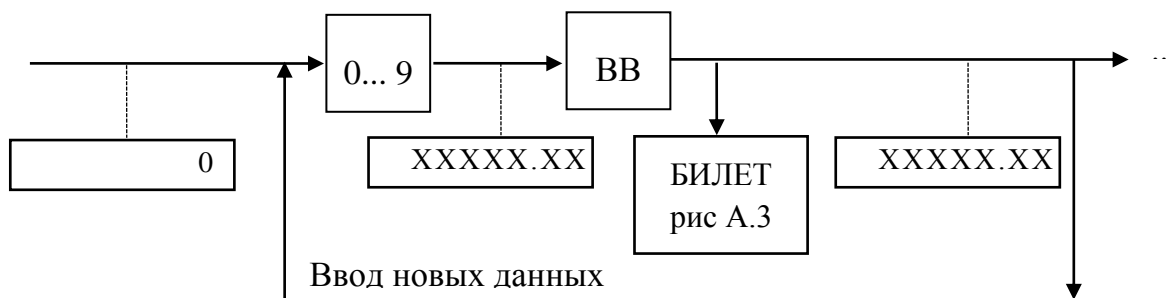 0... 9
ВВ
0
XXXXX.XX
БИЛЕТ
рис А.3
XXXXX.XX
Ввод новых данных